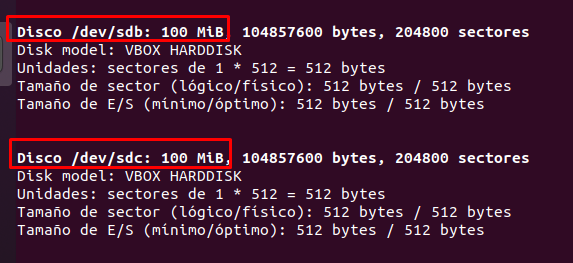 Disco /dev/sdb: 100 MiB, 104857600 bytes, 204800 sectores
Disk model: VBOX HARDDISK
Unidades: sectores de 1 * 512 = 512 bytes
Tamaño de sector (lógico/físico): 512 bytes / 512 bytes
Tamaño de E/S (mínimo/óptimo): 512 bytes / 512 bytes
Disco /dev/sdc: 100 MiB, 104857600 bytes, 204800 sectores
Disk model: VBOX HARDDISK
Unidades: sectores de 1 * 512 = 512 bytes
Tamaño de sector (lógico/físico): 512 bytes / 512 bytes
Tamaño de E/S (mínimo/óptimo): 512 bytes / 512 bytes